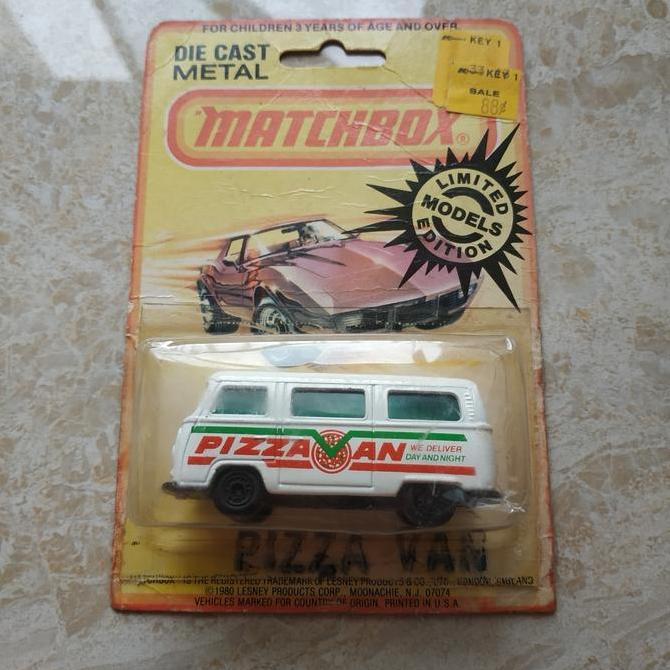 FOR CHILDREN 3 YEARS OF AGE AND OVER
DIE CAST
METAL
KEY 1
KEY 1
SALE
88¢
"MATCHBOX"®
LIMITED
MODELS
EDITION
PIZZA VAN
WE DELIVER
DAY AND NIGHT
PIZZA VAN
MATCHBOX IS THE REGISTERED TRADEMARK OF LESNEY PRODUCTS & CO. LTD. LONDON, ENGLAND
©1980 LESNEY PRODUCTS CORP., MOONACHIE, N.J. 07074
VEHICLES MARKED FOR COUNTRY OF ORIGIN. PRINTED IN U.S.A.